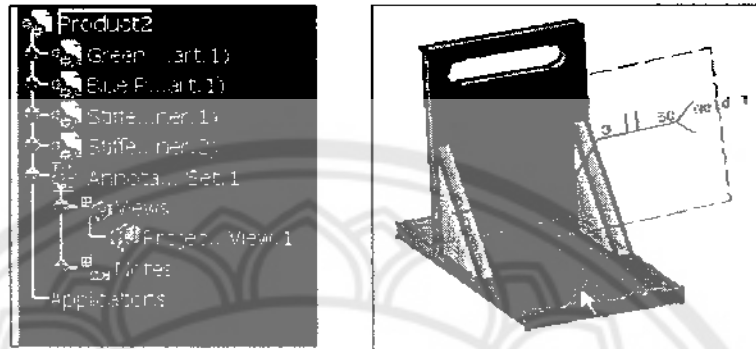 Product2
Green ... art.1)
Blue P...art.1)
Stiffe...ner.1)
Stiffe...ner.2)
Annota... Set.1
Views
Projec... View.1
Notes
Applications
3 || 50